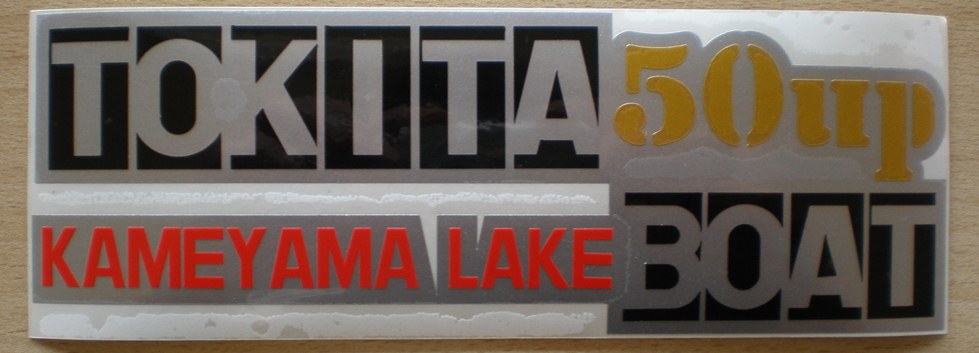 TOKITA 50up
KAMEYAMA LAKE BOAT